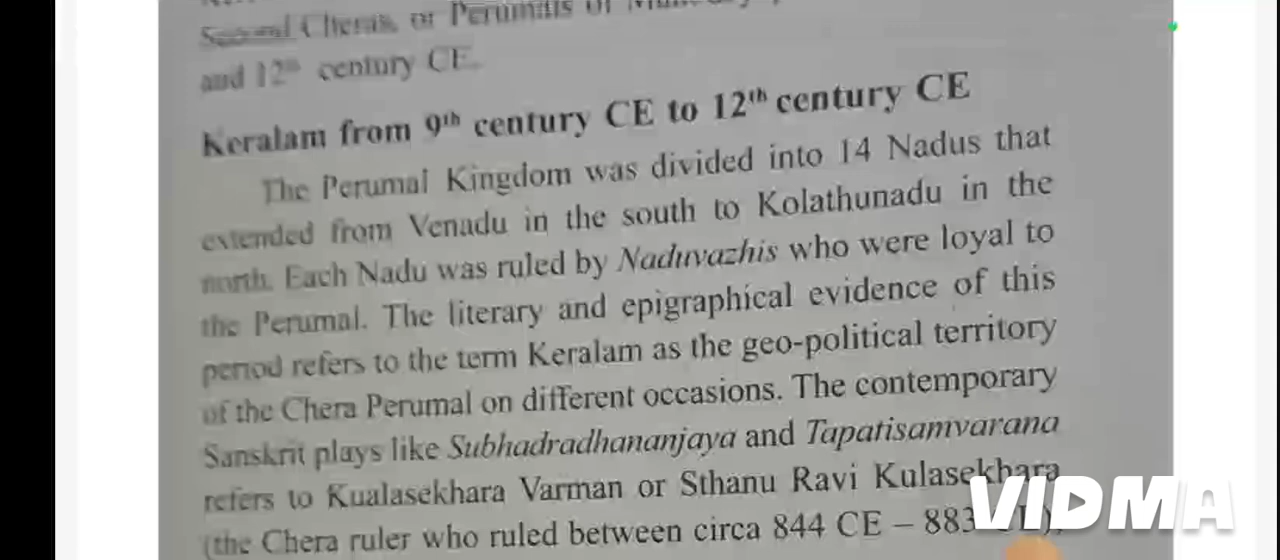 Second Cheras, or Perumals of
and 12th century CE.
Keralam from 9th century CE to 12th century CE
The Perumal Kingdom was divided into 14 Nadus that
extended from Venadu in the south to Kolathunadu in the
north. Each Nadu was ruled by Naduvazhis who were loyal to
the Perumal. The literary and epigraphical evidence of this
period refers to the term Keralam as the geo-political territory
of the Chera Perumal on different occasions. The contemporary
Sanskrit plays like Subhadradhananjaya and Tapatisamvarana
refers to Kualasekhara Varman or Sthanu Ravi Kulasekhara
(the Chera ruler who ruled between circa 844 CE – 883
VIDMA